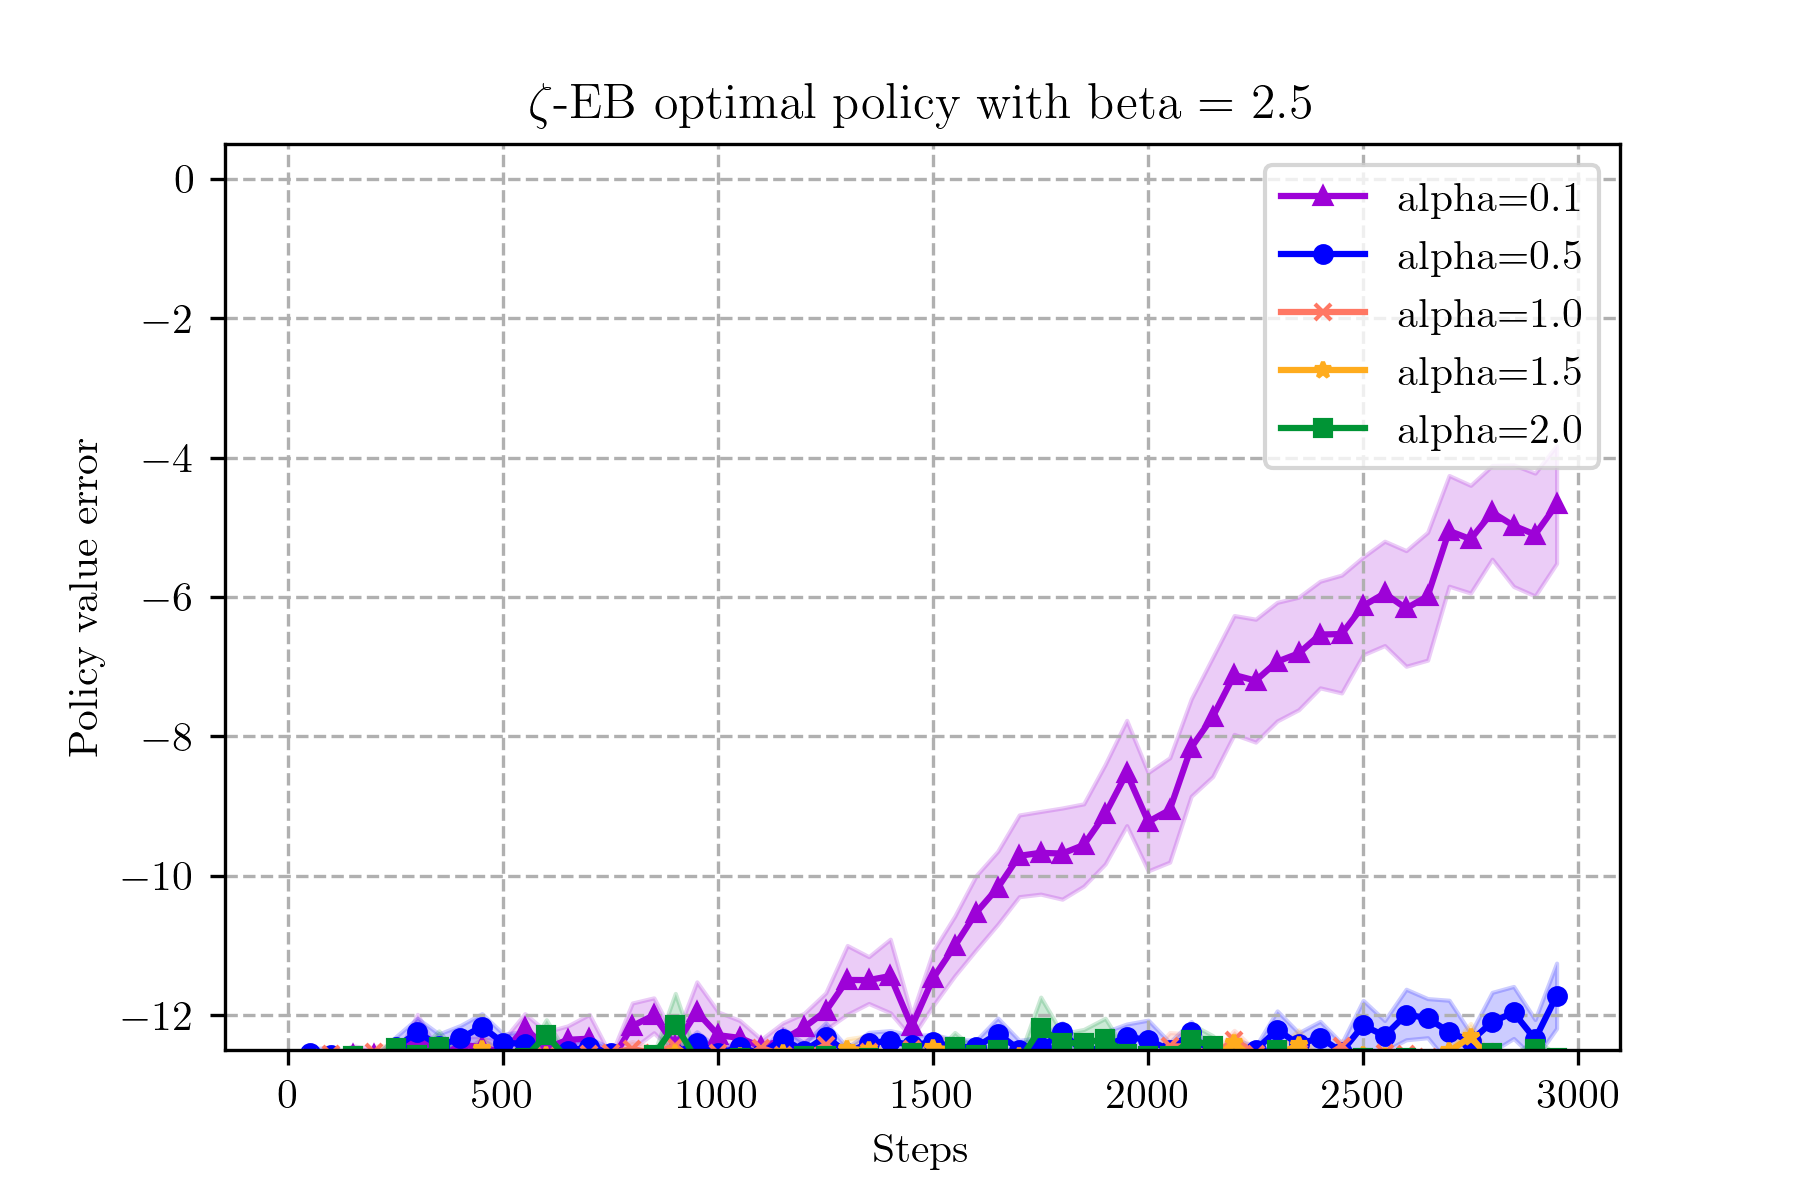 ζ-EB optimal policy with beta = 2.5
0
−2
−4
−6
−8
−10
−12
Policy value error
alpha=0.1
alpha=0.5
alpha=1.0
alpha=1.5
alpha=2.0
0 500 1000 1500 2000 2500 3000
Steps